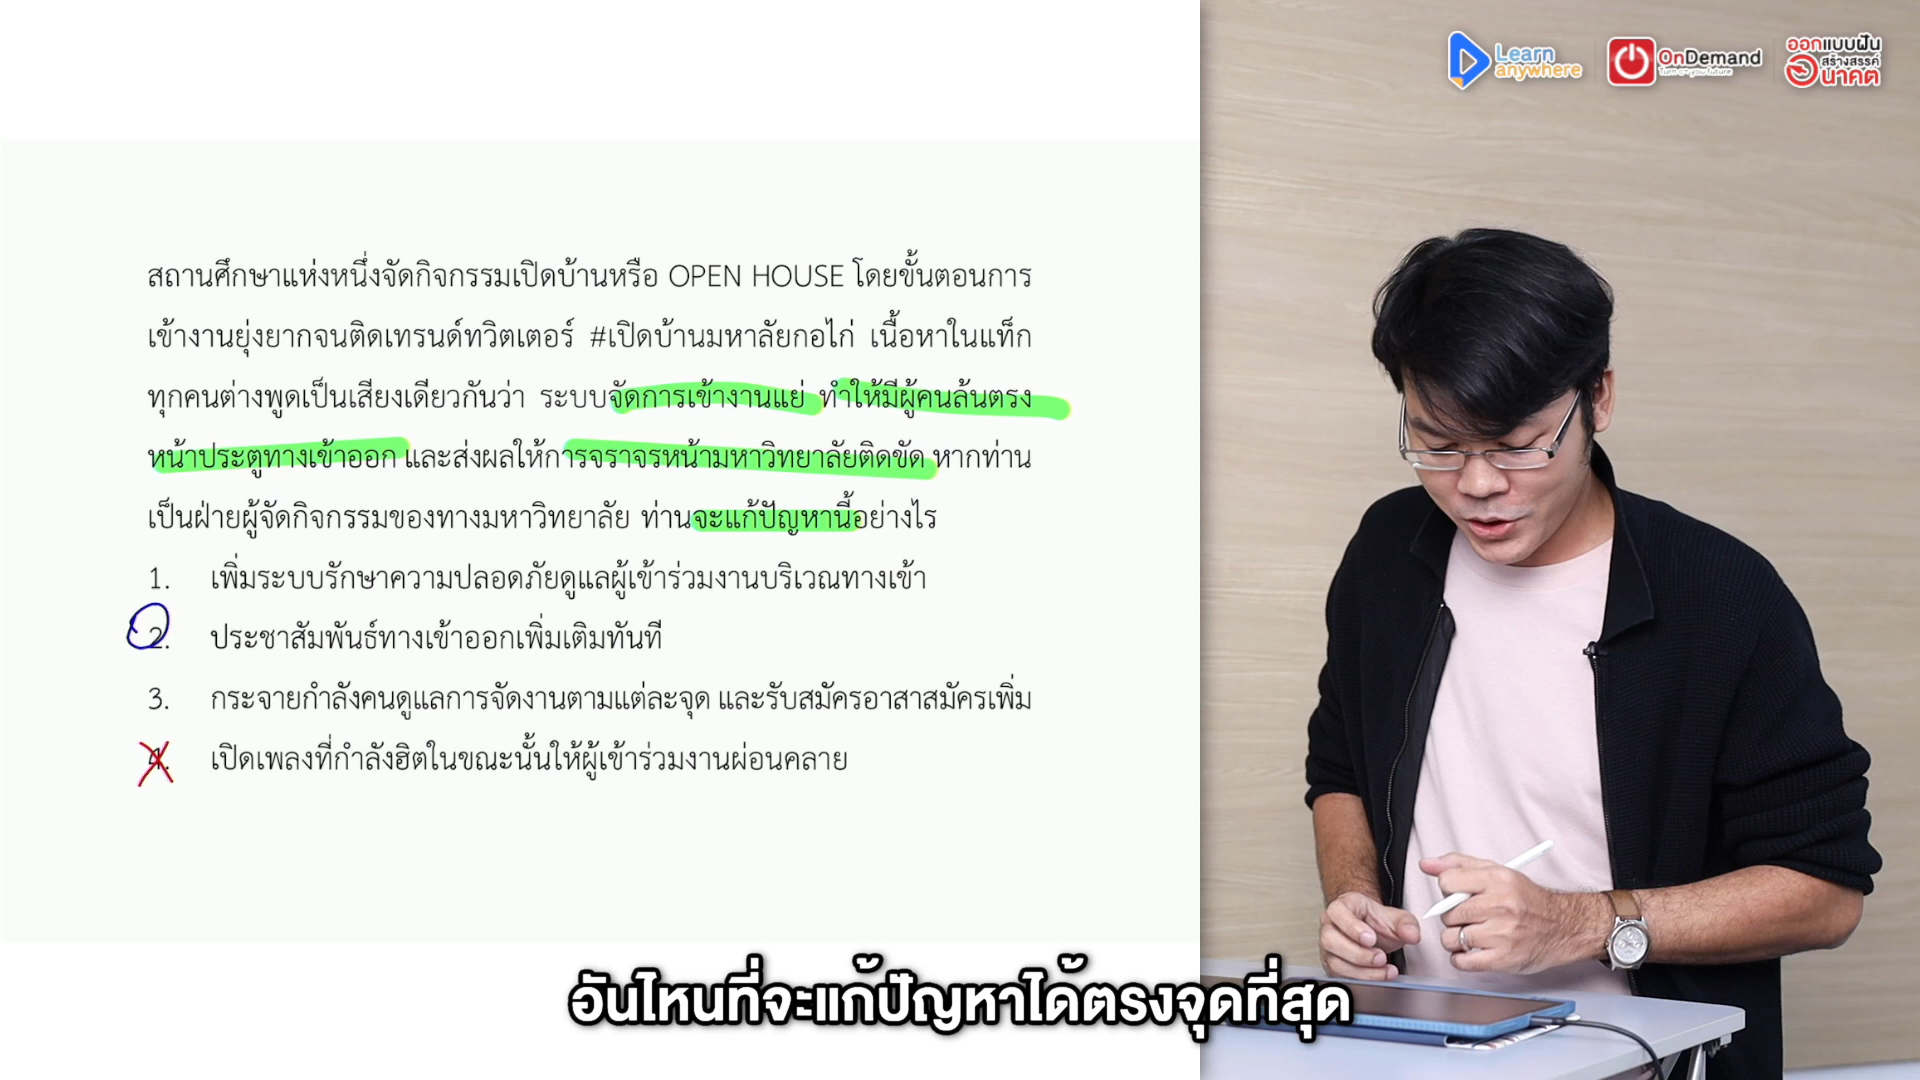 Learn
anywhere
OnDemand
ออกแบบฝัน
สร้างสรรค์
อนาคต
สถานศึกษาแห่งหนึ่งจัดกิจกรรมเปิดบ้านหรือ OPEN HOUSE โดยขั้นตอนการ
เข้างานยุ่งยากจนติดเทรนด์ทวิตเตอร์ #เปิดบ้านมหาลัยกอไก่ เนื้อหาในแท็ก
ทุกคนต่างพูดเป็นเสียงเดียวกันว่า ระบบจัดการเข้างานแย่ ทำให้มีผู้คนล้นตรง
หน้าประตูทางเข้าออก และส่งผลให้การจราจรหน้ามหาวิทยาลัยติดขัด หากท่าน
เป็นฝ่ายผู้จัดกิจกรรมของทางมหาวิทยาลัย ท่านจะแก้ปัญหานี้อย่างไร
1. เพิ่มระบบรักษาความปลอดภัยดูแลผู้เข้าร่วมงานบริเวณทางเข้า
2. ประชาสัมพันธ์ทางเข้าออกเพิ่มเติมทันที
3. กระจายกำลังคนดูแลการจัดงานตามแต่ละจุด และรับสมัครอาสาสมัครเพิ่ม
4. เปิดเพลงที่กำลังฮิตในขณะนั้นให้ผู้เข้าร่วมงานผ่อนคลาย
อันไหนที่จะแก้ปัญหาได้ตรงจุดที่สุด